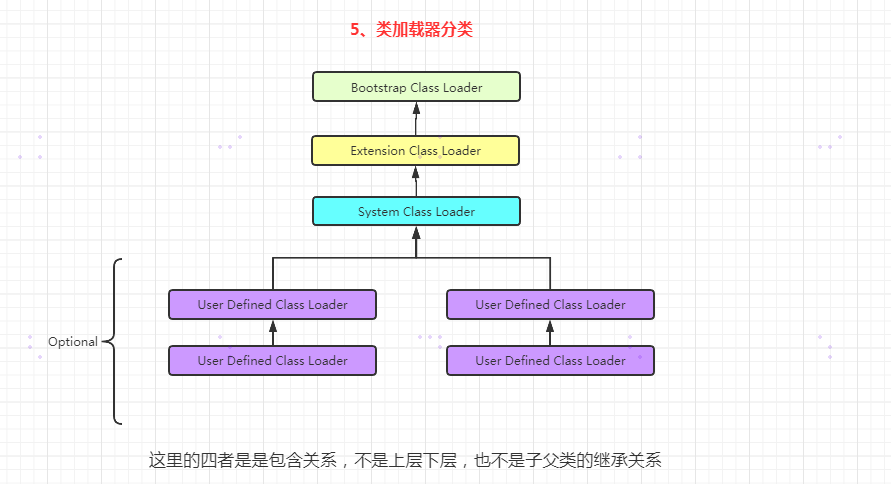 5、类加载器分类
Bootstrap Class Loader
Extension Class Loader
System Class Loader
User Defined Class Loader
User Defined Class Loader
Optional
User Defined Class Loader
User Defined Class Loader
这里的四者是是包含关系，不是上层下层，也不是子父类的继承关系